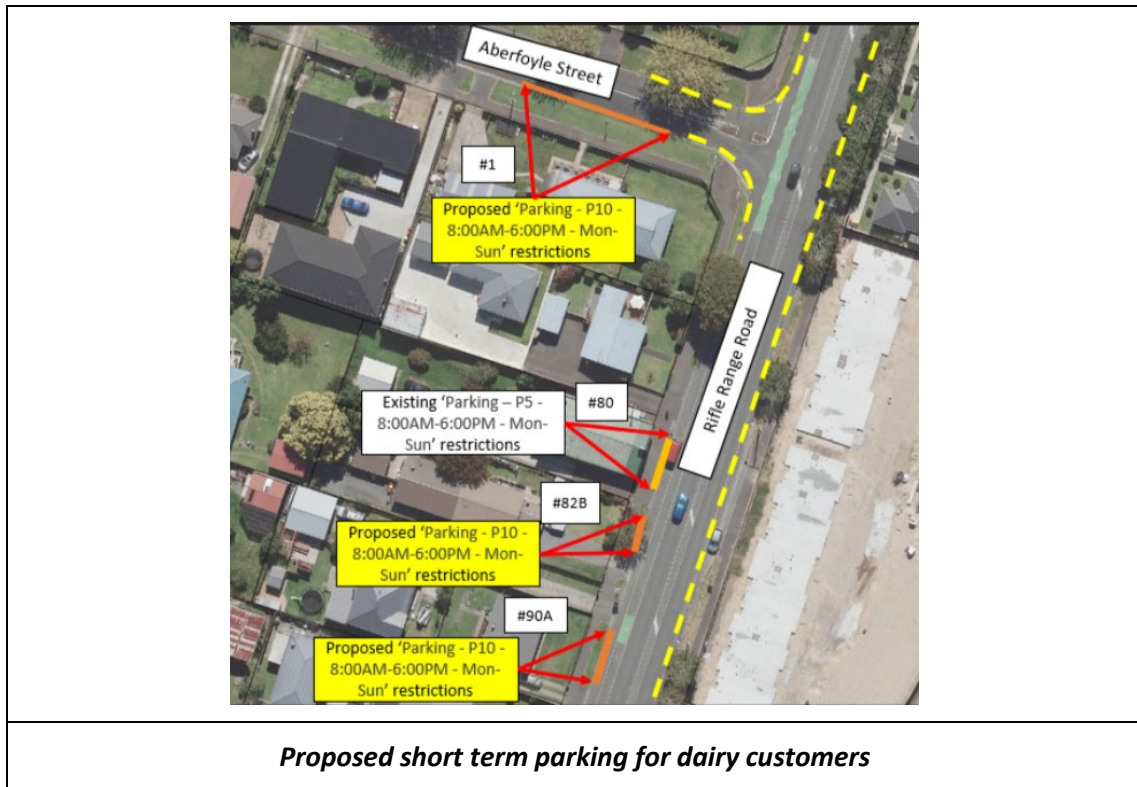 Aberfoyle Street
#1
Proposed ‘Parking - P10 -
8:00AM-6:00PM - Mon-
Sun’ restrictions
Rifle Range Road
#80
Existing ‘Parking – P5 -
8:00AM-6:00PM - Mon-
Sun’ restrictions
#82B
Proposed ‘Parking - P10 -
8:00AM-6:00PM - Mon-
Sun’ restrictions
#90A
Proposed ‘Parking - P10 -
8:00AM-6:00PM - Mon-
Sun’ restrictions
Proposed short term parking for dairy customers